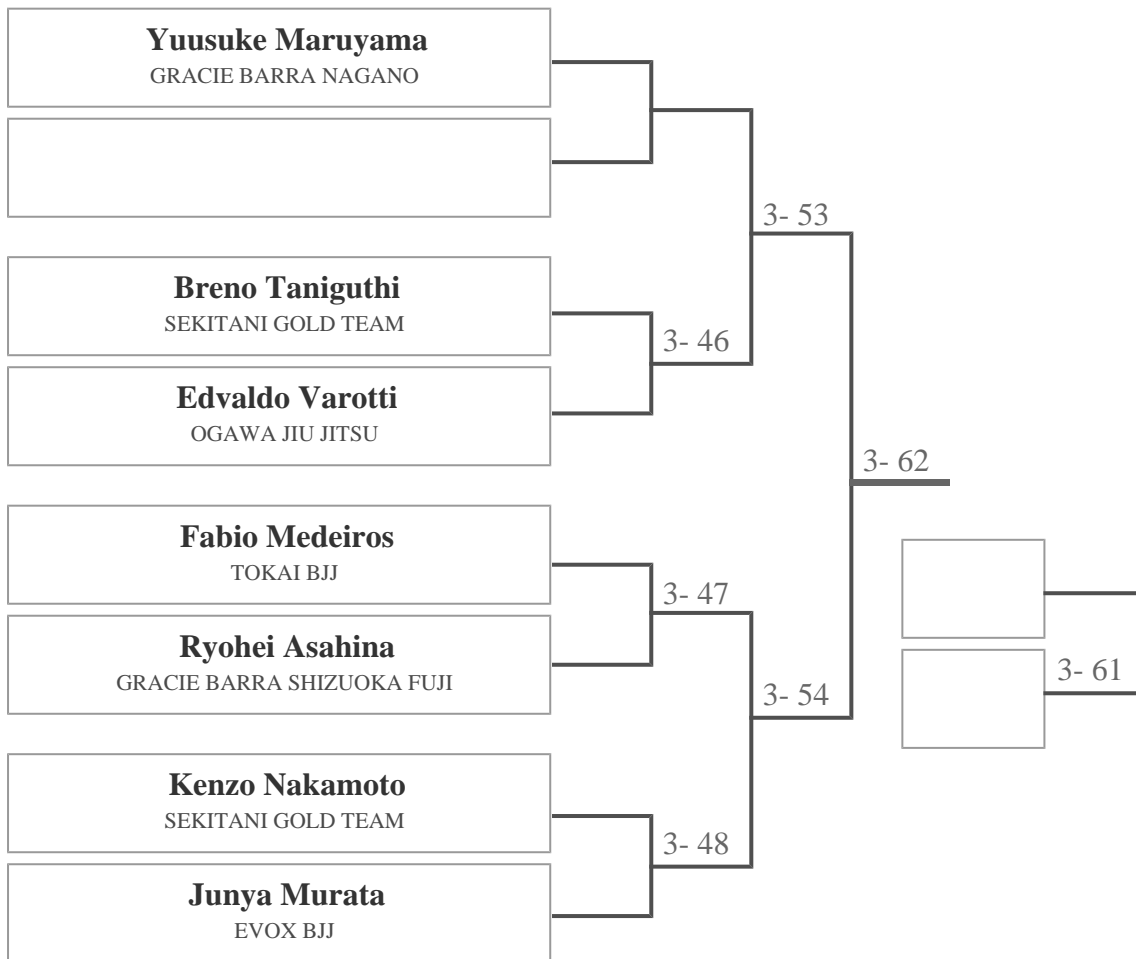 Yuusuke Maruyama
GRACIE BARRA NAGANO
3- 53
Breno Taniguthi
SEKITANI GOLD TEAM
3- 46
Edvaldo Varotti
OGAWA JIU JITSU
3- 62
Fabio Medeiros
TOKAI BJJ
3- 47
Ryohei Asahina
GRACIE BARRA SHIZUOKA FUJI
3- 61
3- 54
Kenzo Nakamoto
SEKITANI GOLD TEAM
3- 48
Junya Murata
EVOX BJJ